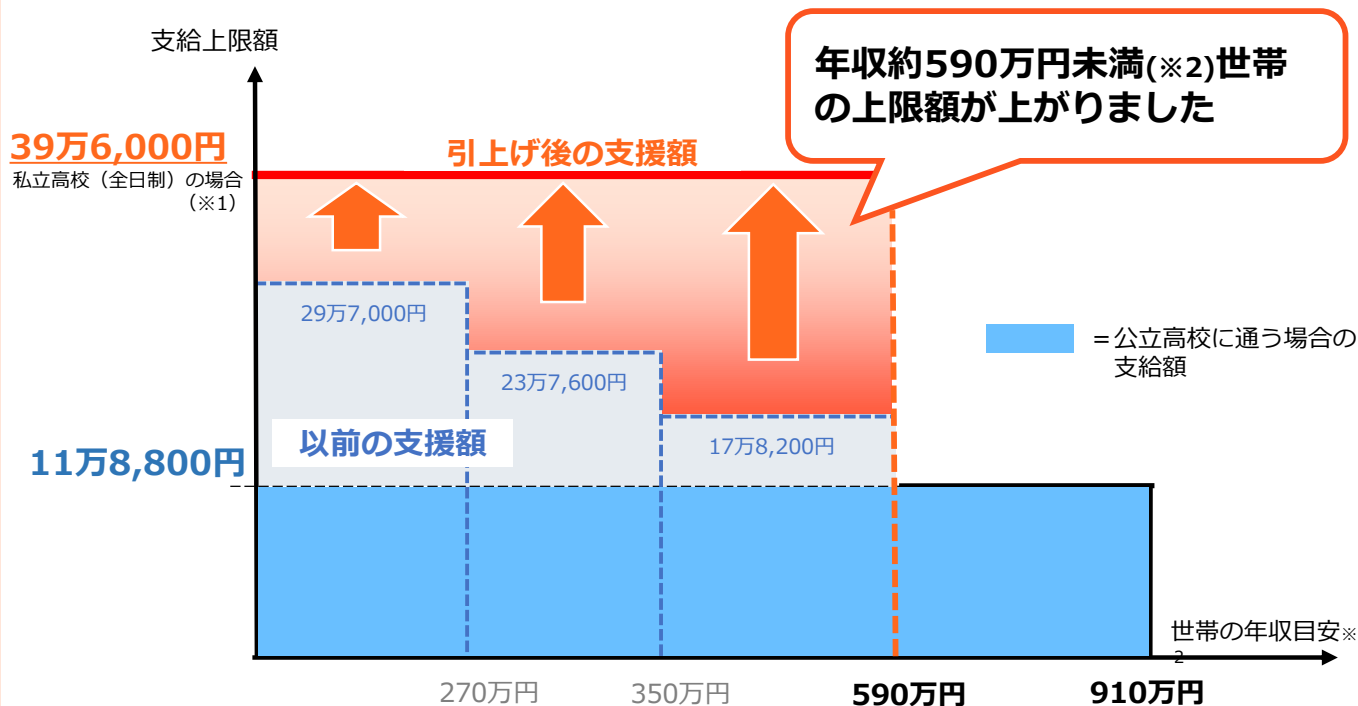 支給上限額
年収約590万円未満(※2)世帯
の上限額が上がりました
39万6,000円
私立高校（全日制）の場合
（※1）
引上げ後の支援額
29万7,000円
23万7,600円
17万8,200円
以前の支援額
11万8,800円
＝公立高校に通う場合の
支給額
世帯の年収目安※
2
270万円
350万円
590万円
910万円